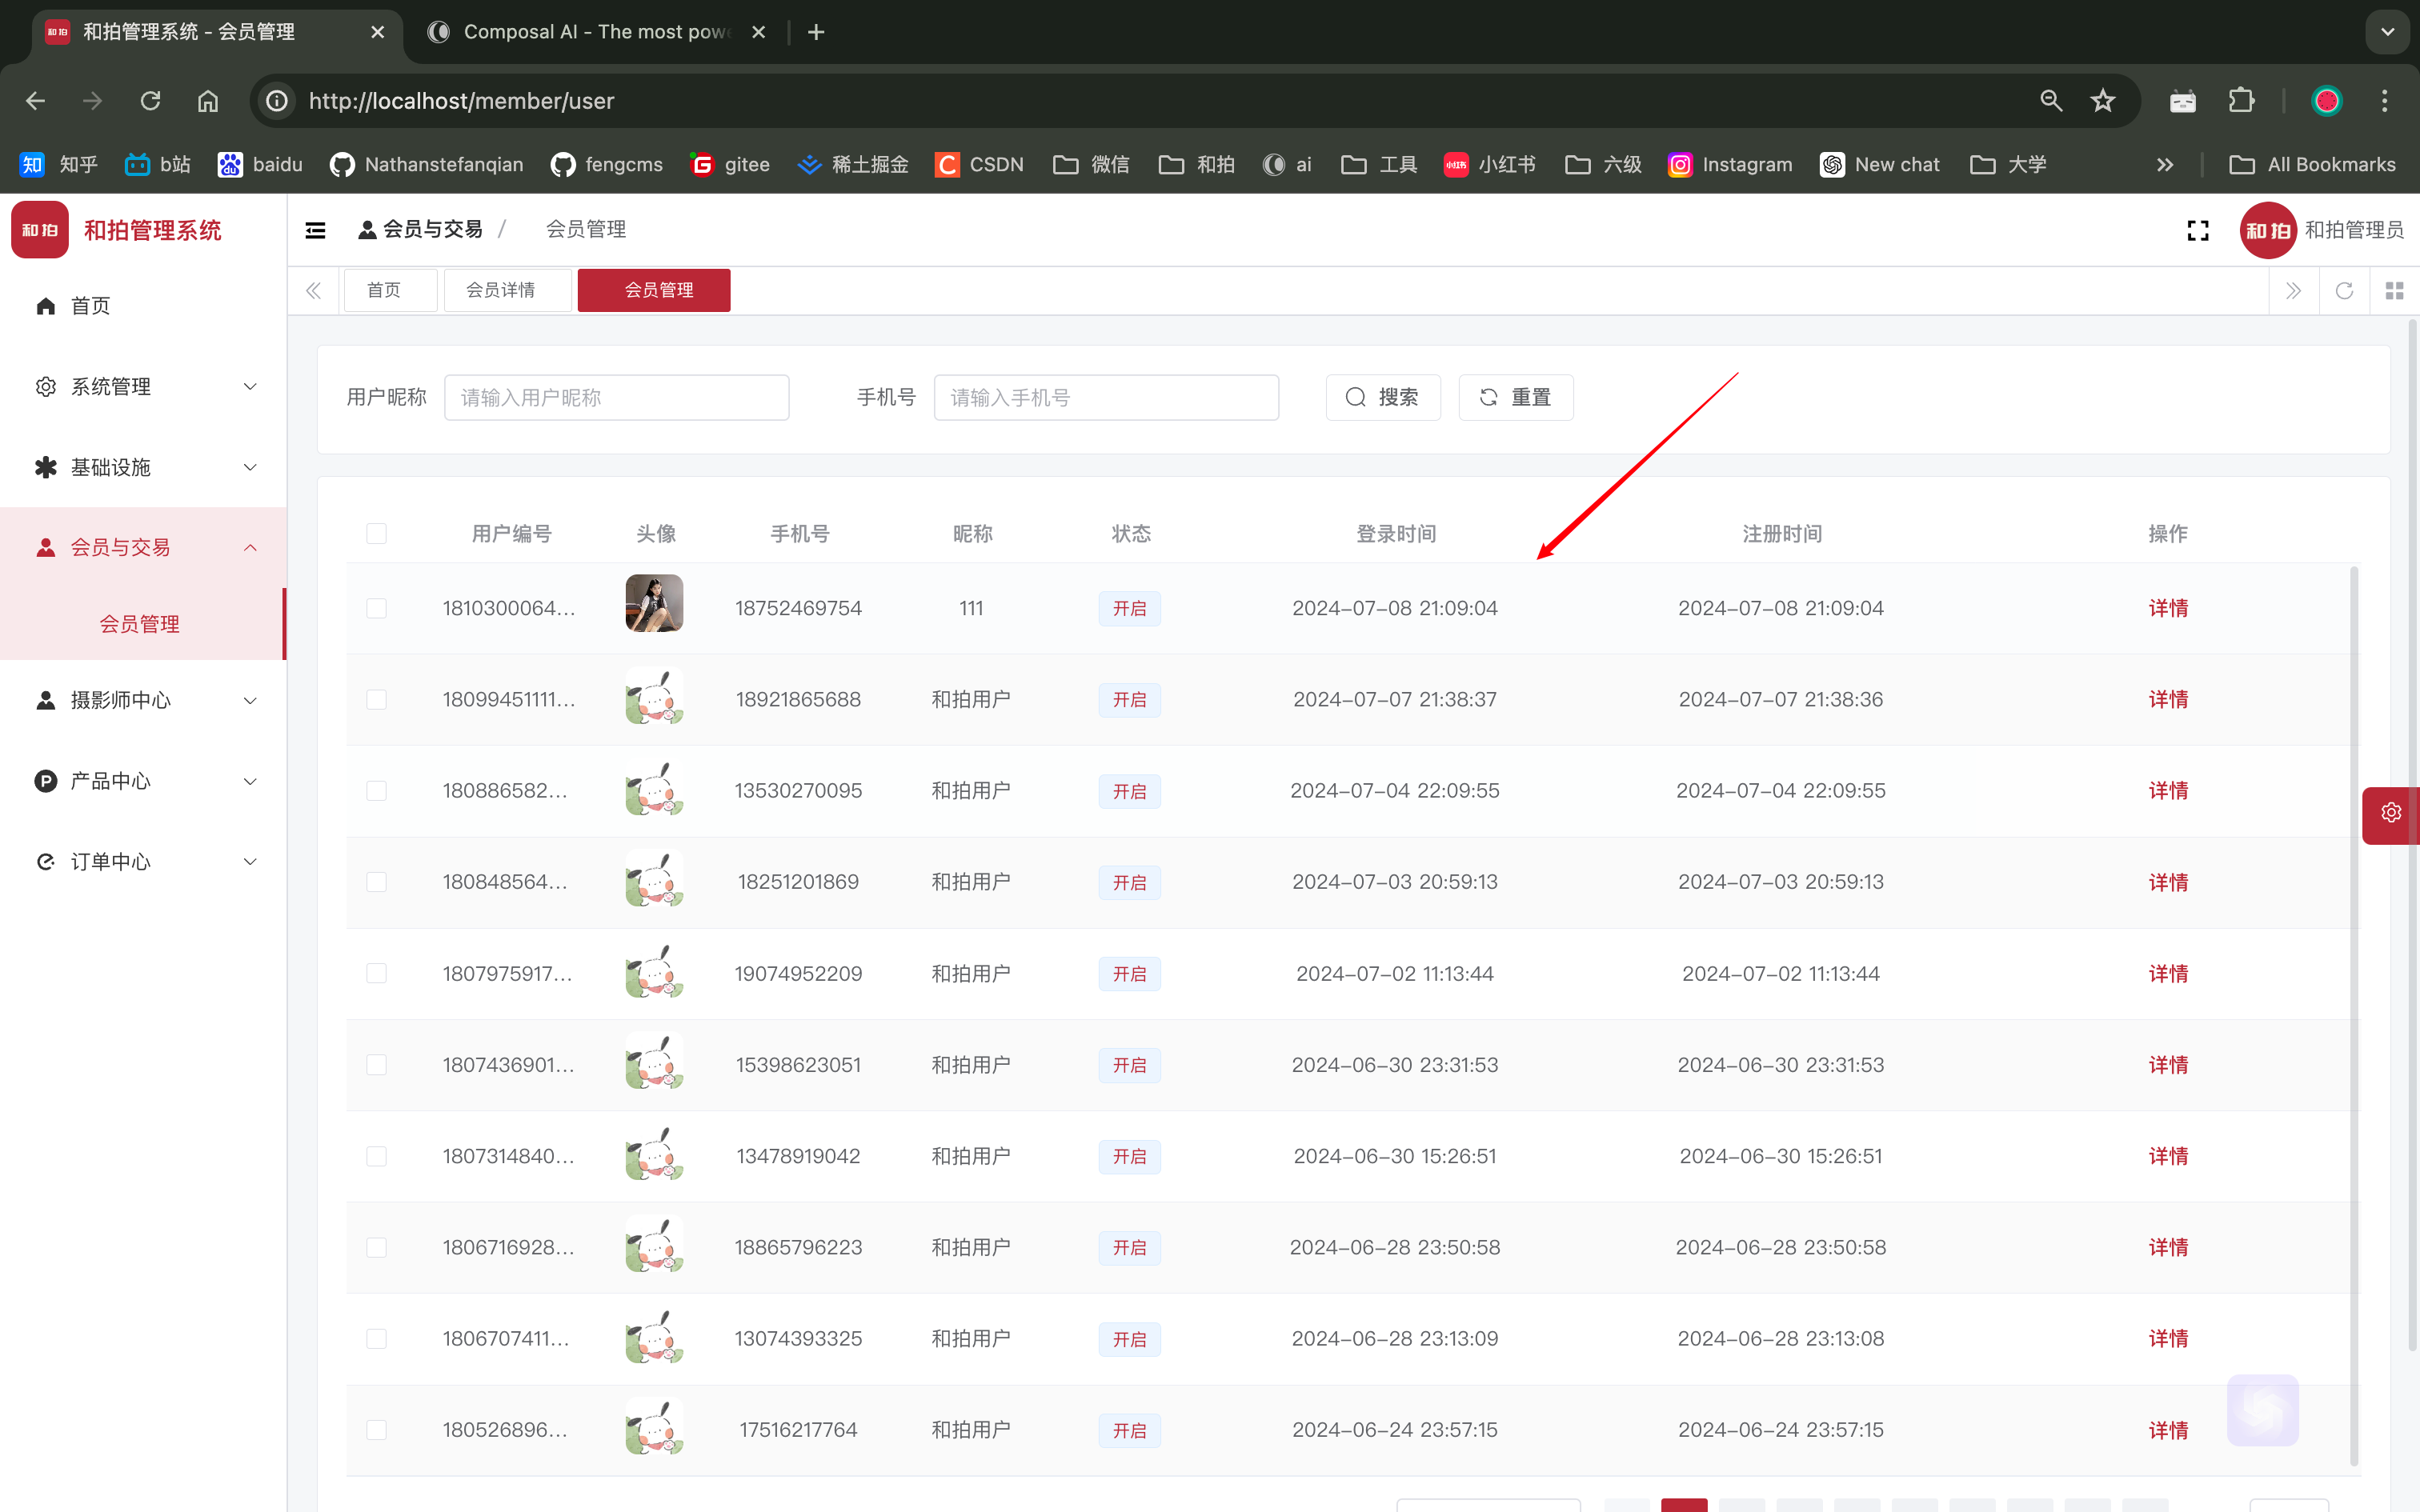 和拍 和拍管理系统 - 会员管理
Composal AI - The most pow
http://localhost/member/user
知 知乎 b站 du baidu Nathanstefanqian fengcms G gitee 稀土掘金 C CSDN 微信 和拍 ai 工具 小红书 小红书 六级 Instagram New chat 大学 All Bookmarks
和拍 和拍管理系统
会员与交易 / 会员管理
和拍 和拍管理员
首页 会员详情 会员管理
首页
系统管理
基础设施
会员与交易
会员管理
摄影师中心
P 产品中心
订单中心
用户昵称 请输入用户昵称 手机号 请输入手机号 搜索 重置
用户编号 头像 手机号 昵称 状态 登录时间 注册时间 操作
1810300064... 18752469754 111 开启 2024-07-08 21:09:04 2024-07-08 21:09:04 详情
18099451111... 18921865688 和拍用户 开启 2024-07-07 21:38:37 2024-07-07 21:38:36 详情
180886582... 13530270095 和拍用户 开启 2024-07-04 22:09:55 2024-07-04 22:09:55 详情
180848564... 18251201869 和拍用户 开启 2024-07-03 20:59:13 2024-07-03 20:59:13 详情
1807975917... 19074952209 和拍用户 开启 2024-07-02 11:13:44 2024-07-02 11:13:44 详情
1807436901... 15398623051 和拍用户 开启 2024-06-30 23:31:53 2024-06-30 23:31:53 详情
1807314840... 13478919042 和拍用户 开启 2024-06-30 15:26:51 2024-06-30 15:26:51 详情
1806716928... 18865796223 和拍用户 开启 2024-06-28 23:50:58 2024-06-28 23:50:58 详情
1806707411... 13074393325 和拍用户 开启 2024-06-28 23:13:09 2024-06-28 23:13:08 详情
180526896... 17516217764 和拍用户 开启 2024-06-24 23:57:15 2024-06-24 23:57:15 详情